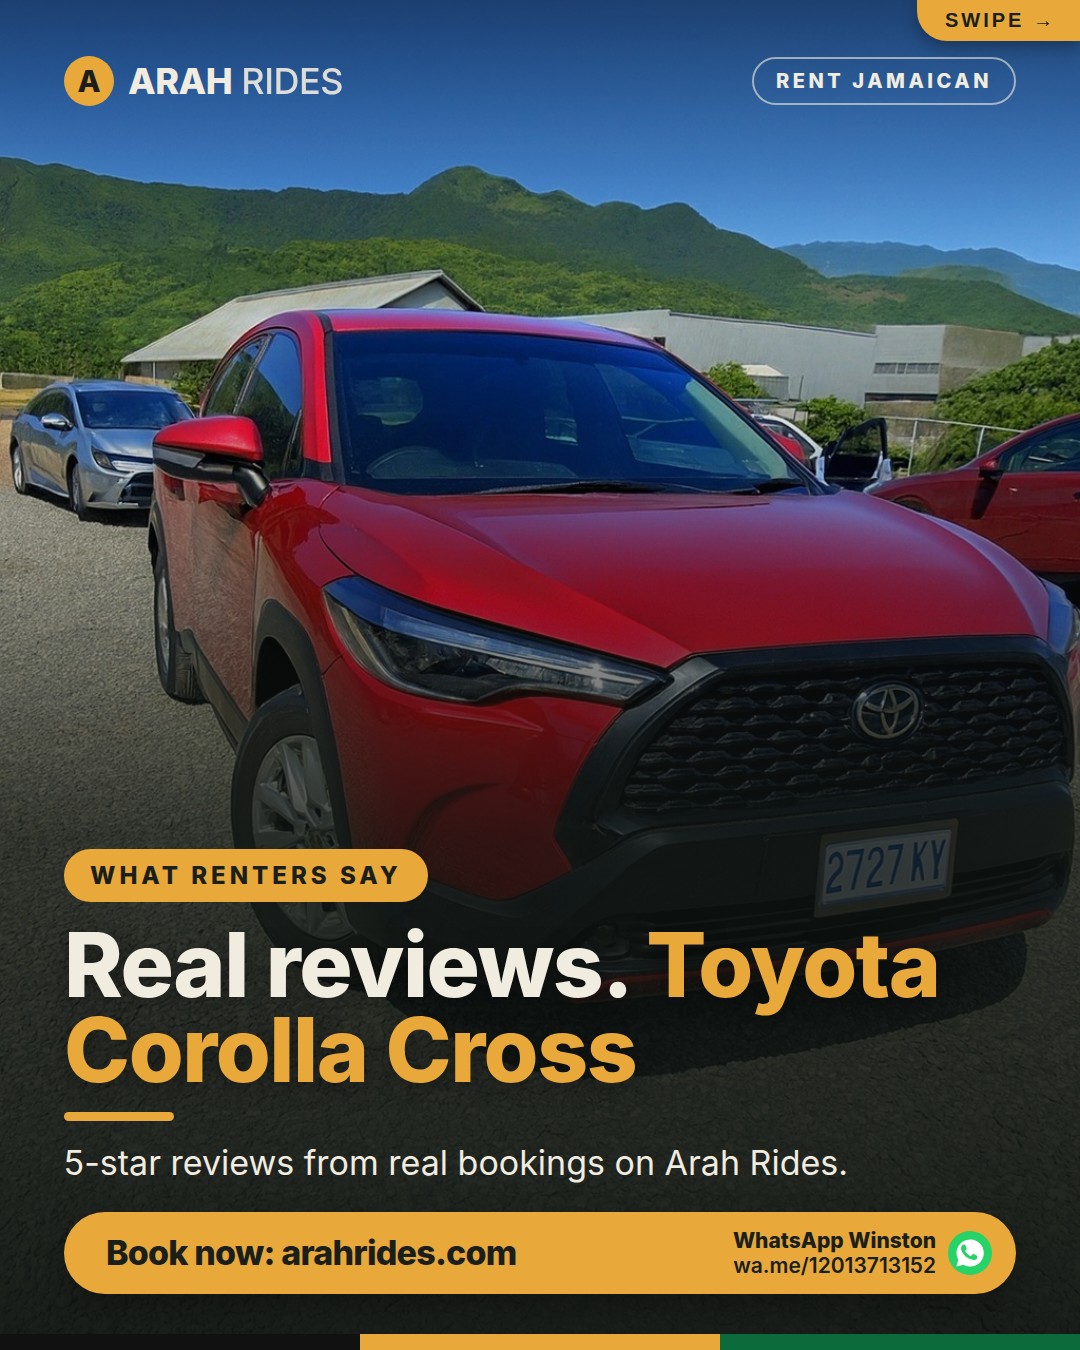 SWIPE →
A ARAH RIDES
RENT JAMAICAN
2727 KY
WHAT RENTERS SAY
Real reviews. Toyota
Corolla Cross
5-star reviews from real bookings on Arah Rides.
Book now: arahrides.com
WhatsApp Winston
wa.me/12013713152